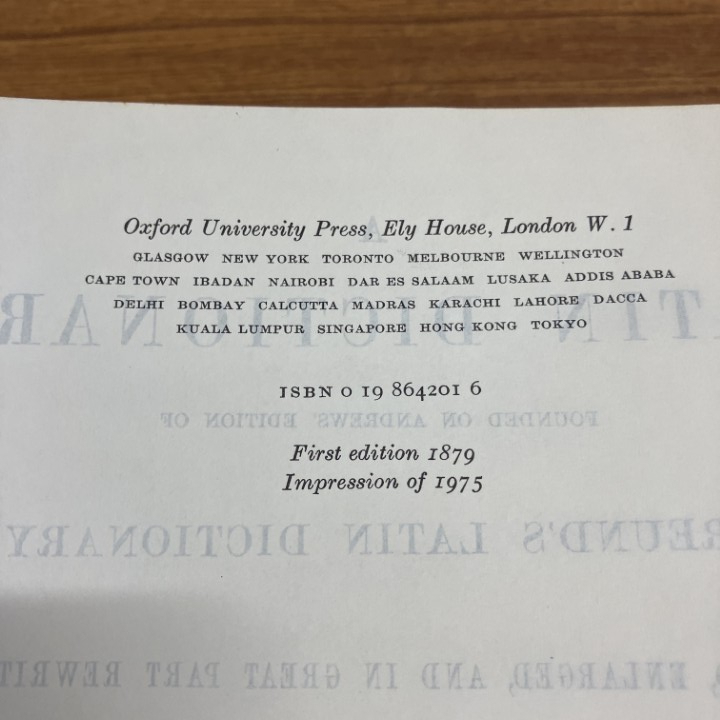 Oxford University Press, Ely House, London W. 1
GLASGOW NEW YORK TORONTO MELBOURNE WELLINGTON
CAPE TOWN IBADAN NAIROBI DAR ES SALAAM LUSAKA ADDIS ABABA
DELHI BOMBAY CALCUTTA MADRAS KARACHI LAHORE DACCA
KUALA LUMPUR SINGAPORE HONG KONG TOKYO
ISBN 0 19 864201 6
First edition 1879
Impression of 1975